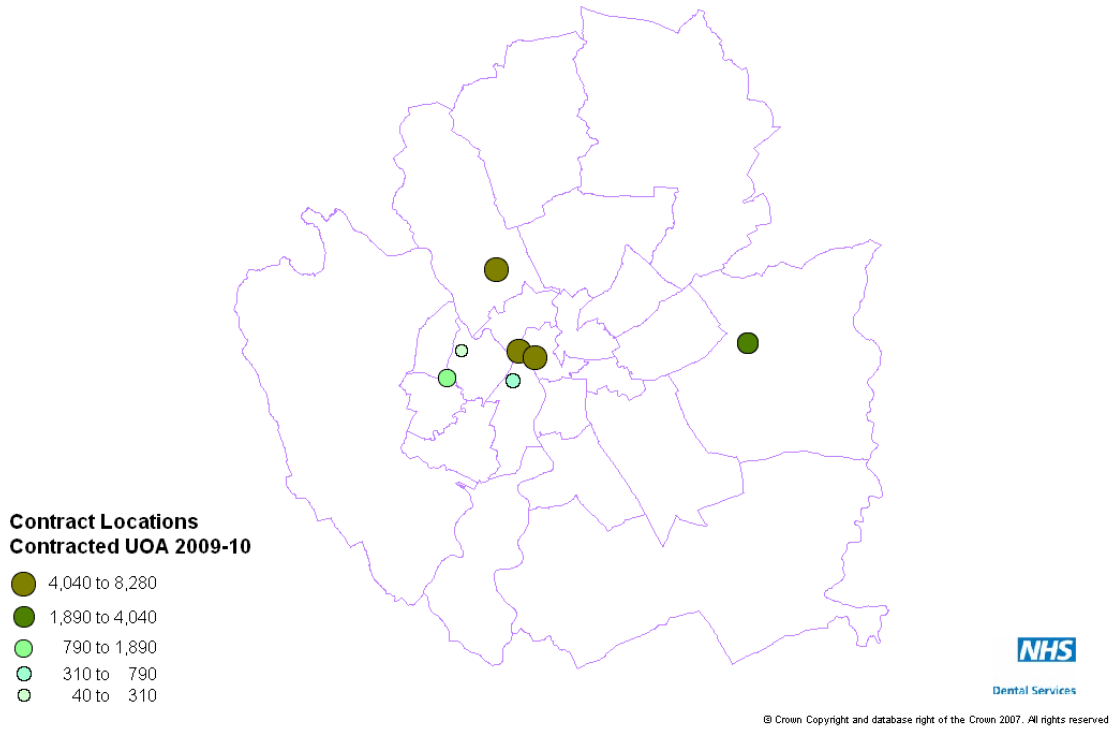 Contract Locations
Contracted UOA 2009-10
4,040 to 8,280
1,890 to 4,040
790 to 1,890
310 to 790
40 to 310
NHS
Dental Services
© Crown Copyright and database right of the Crown 2007. All rights reserved